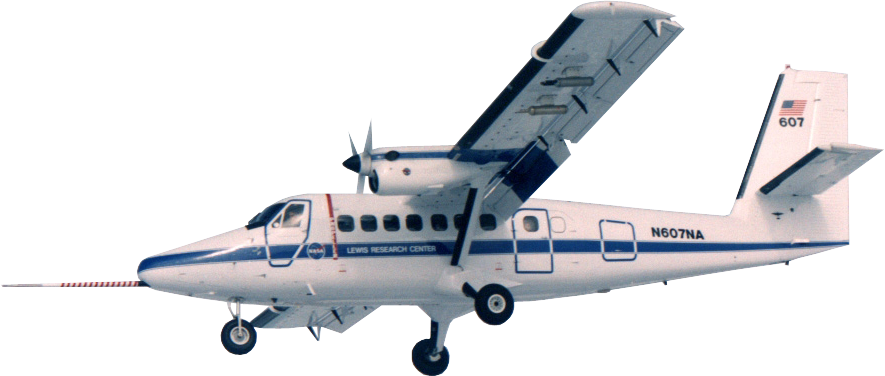 607
NASA
LEWIS RESEARCH CENTER
N607NA